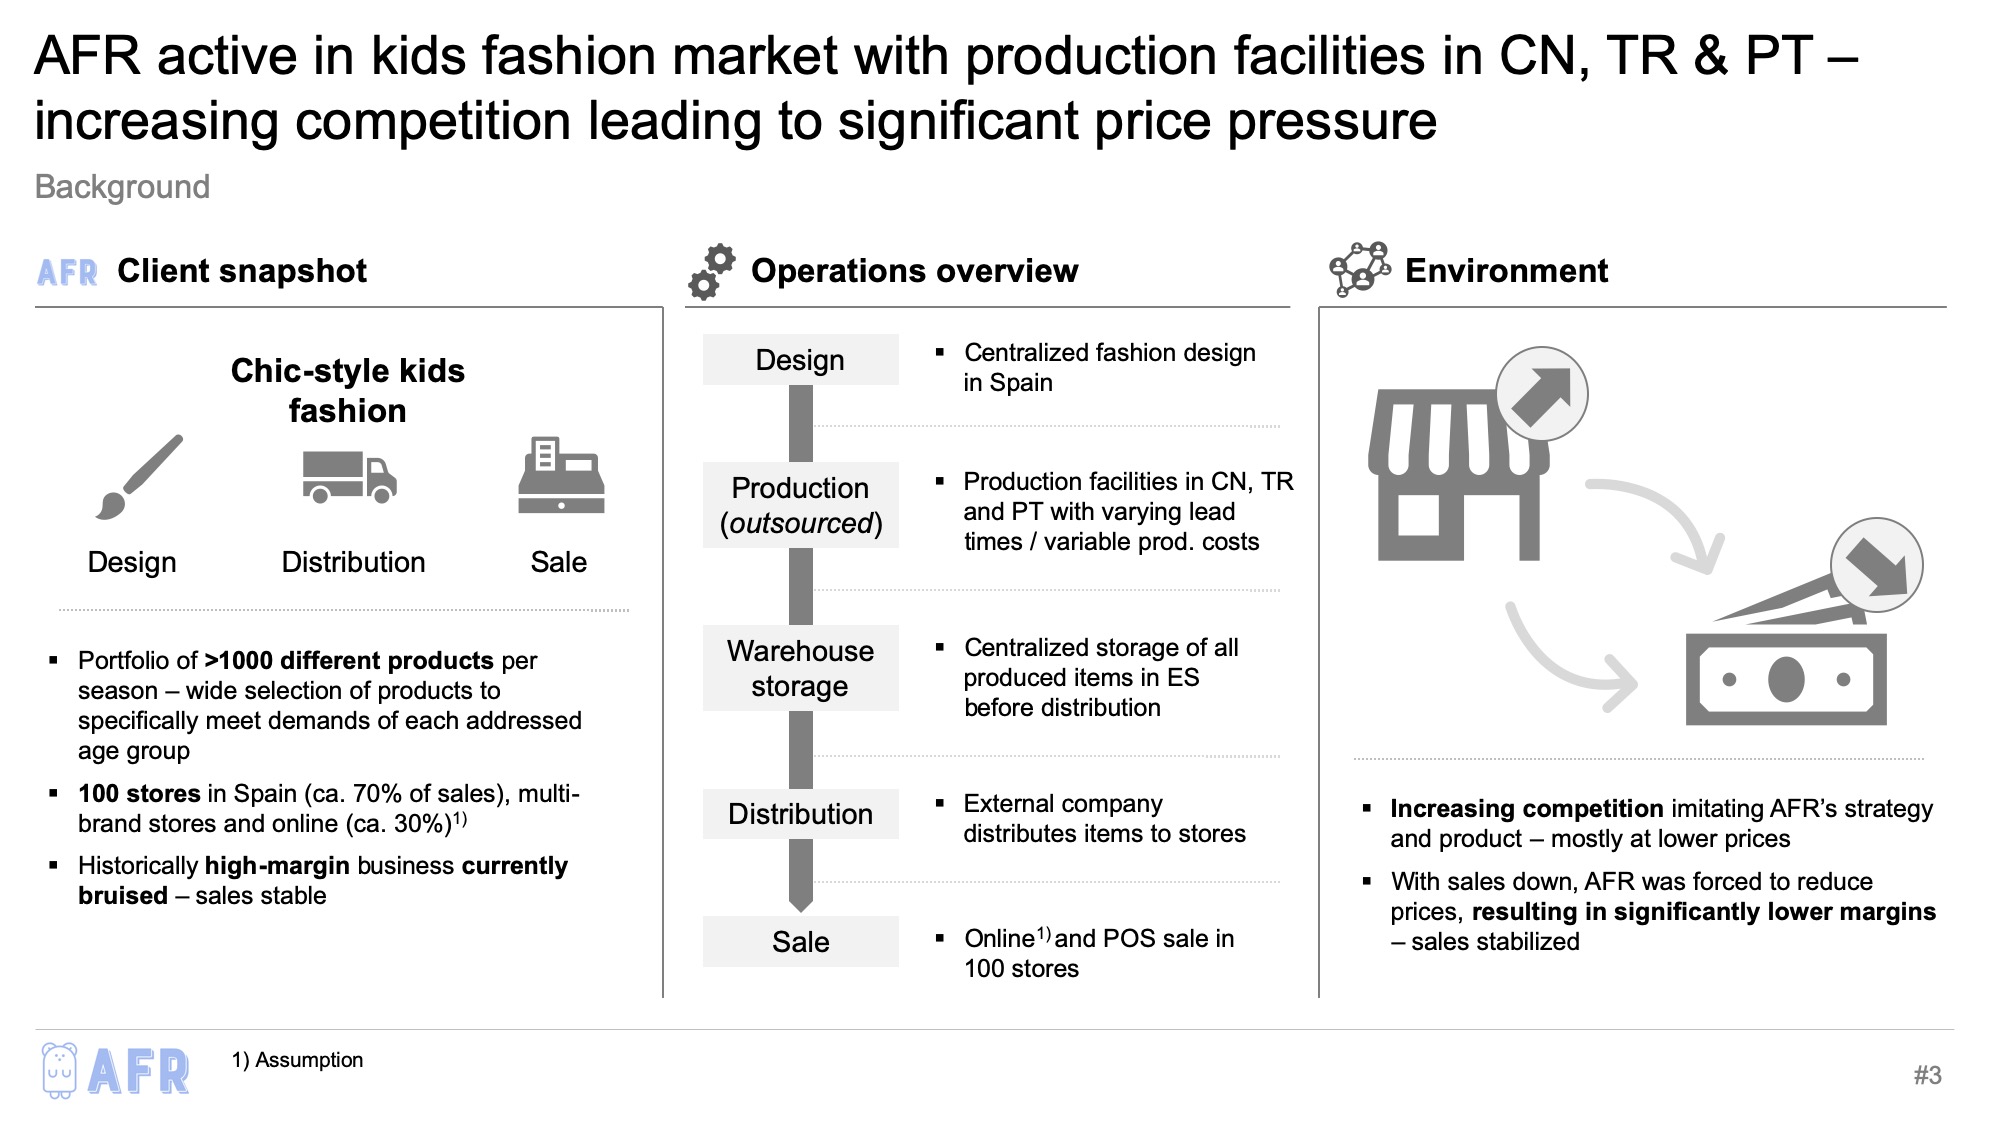 AFR active in kids fashion market with production facilities in CN, TR & PT –
increasing competition leading to significant price pressure
Background
AFR Client snapshot
Chic-style kids
fashion
Design
Distribution
Sale
▪ Portfolio of >1000 different products per
season – wide selection of products to
specifically meet demands of each addressed
age group
▪ 100 stores in Spain (ca. 70% of sales), multi-
brand stores and online (ca. 30%)1)
▪ Historically high-margin business currently
bruised – sales stable
Operations overview
Design
▪ Centralized fashion design
in Spain
Production
(outsourced)
▪ Production facilities in CN, TR
and PT with varying lead
times / variable prod. costs
Warehouse
storage
▪ Centralized storage of all
produced items in ES
before distribution
Distribution
▪ External company
distributes items to stores
Sale
▪ Online1) and POS sale in
100 stores
Environment
▪ Increasing competition imitating AFR’s strategy
and product – mostly at lower prices
▪ With sales down, AFR was forced to reduce
prices, resulting in significantly lower margins
– sales stabilized
AFR
1) Assumption
#3